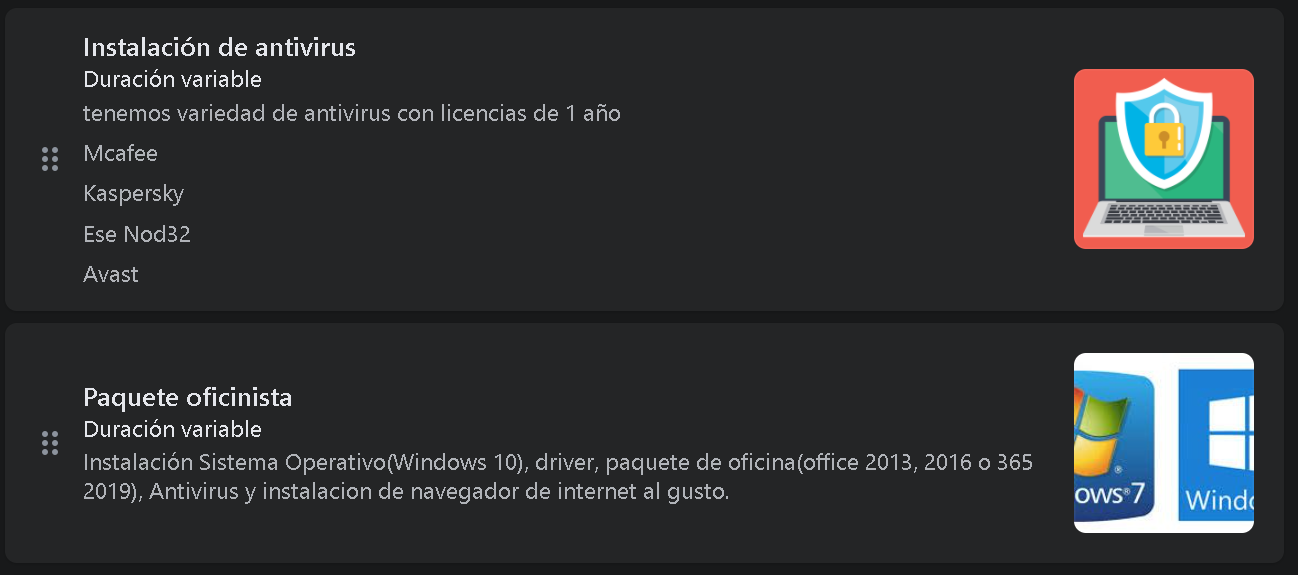 Instalación de antivirus
Duración variable
tenemos variedad de antivirus con licencias de 1 año
Mcafee
Kaspersky
Ese Nod32
Avast
Paquete oficinista
Duración variable
Instalación Sistema Operativo(Windows 10), driver, paquete de oficina(office 2013, 2016 o 365
2019), Antivirus y instalacion de navegador de internet al gusto.
ows®7
Windo